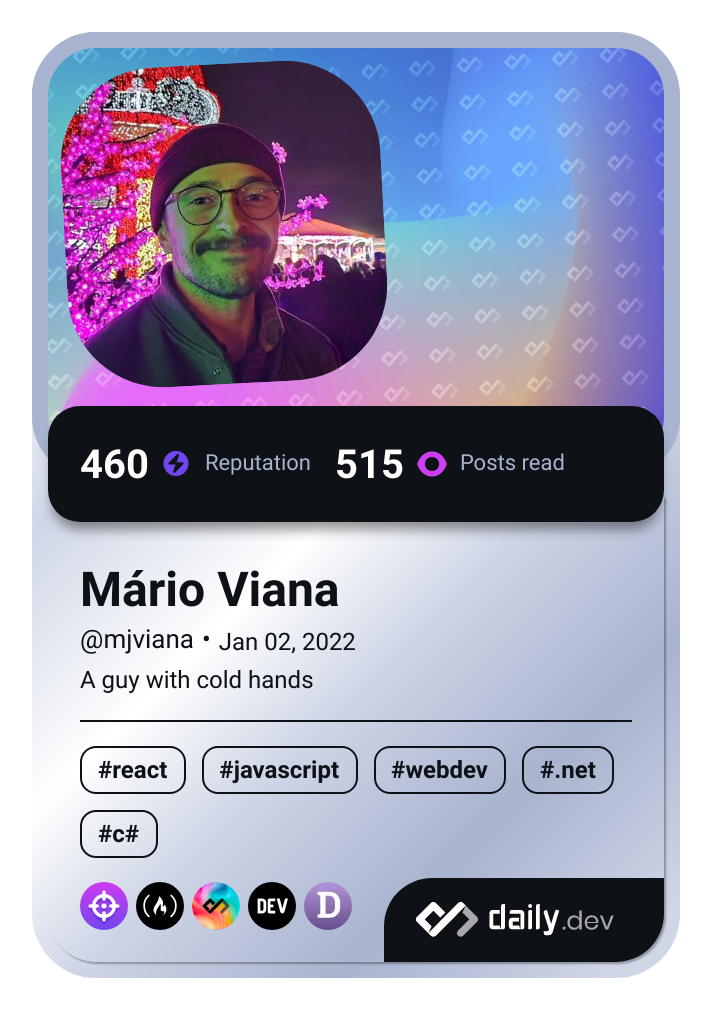 460 Reputation 515 Posts read
Mário Viana
@mjviana • Jan 02, 2022
A guy with cold hands
#react #javascript #webdev #.net
#c#
DEV D
daily.dev